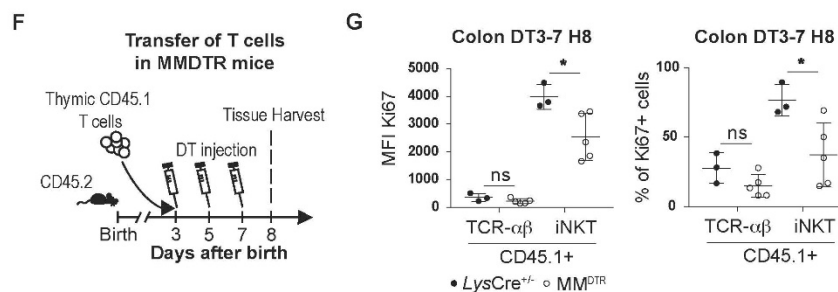 F
Transfer of T cells
in MMDTR mice
Thymic CD45.1
T cells
Tissue Harvest
DT injection
CD45.2
Birth
3
5
7
8
Days after birth
G
Colon DT3-7 H8
MFI Ki67
5000
4000
3000
2000
1000
0
ns
*
TCR-αβ
iNKT
CD45.1+
Colon DT3-7 H8
% of Ki67+ cells
100
50
0
ns
*
TCR-αβ
iNKT
CD45.1+
● LysCre+/- ○ MMDTR